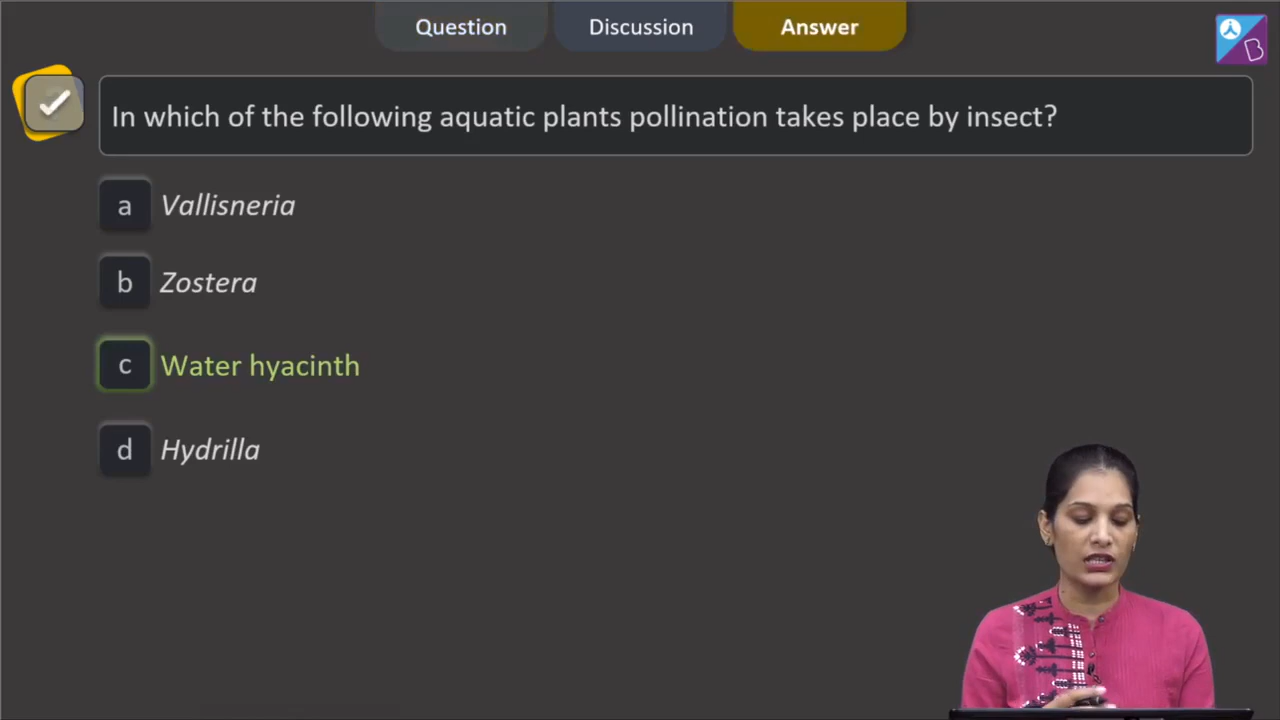 Question
Discussion
Answer
In which of the following aquatic plants pollination takes place by insect?
a Vallisneria
b Zostera
c Water hyacinth
d Hydrilla
B